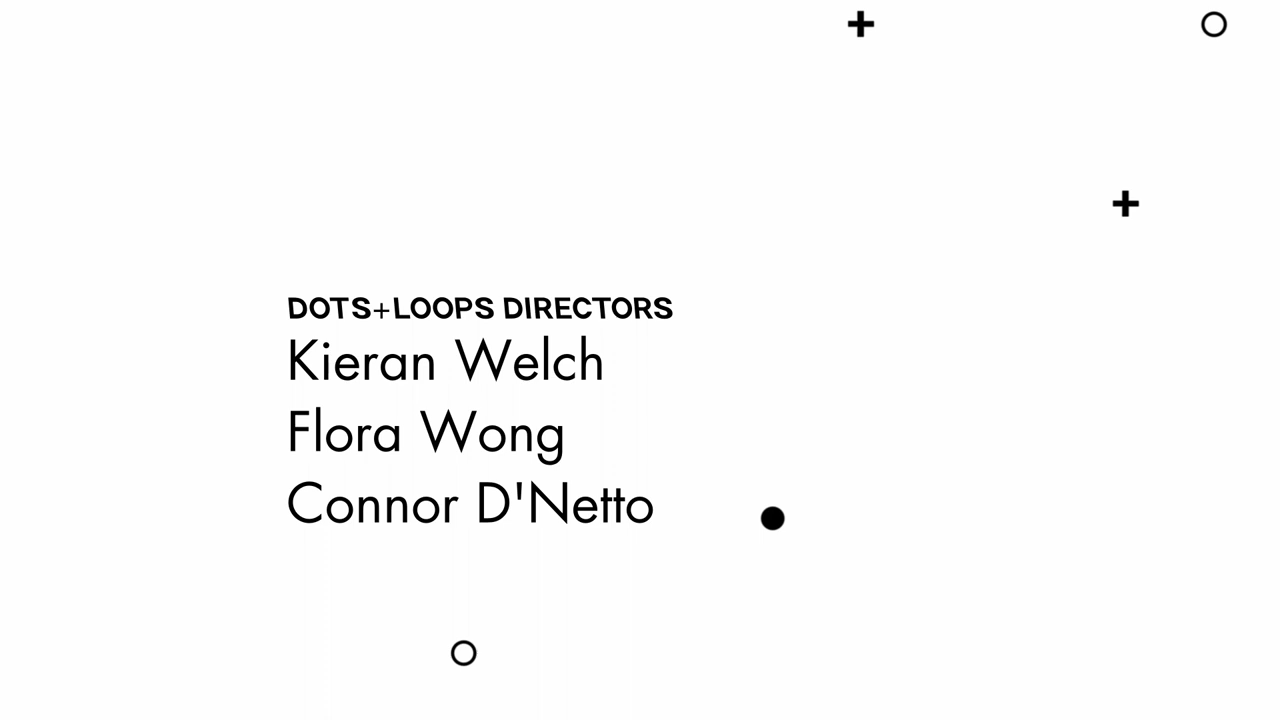 DOTS+LOOPS DIRECTORS
Kieran Welch
Flora Wong
Connor D'Netto